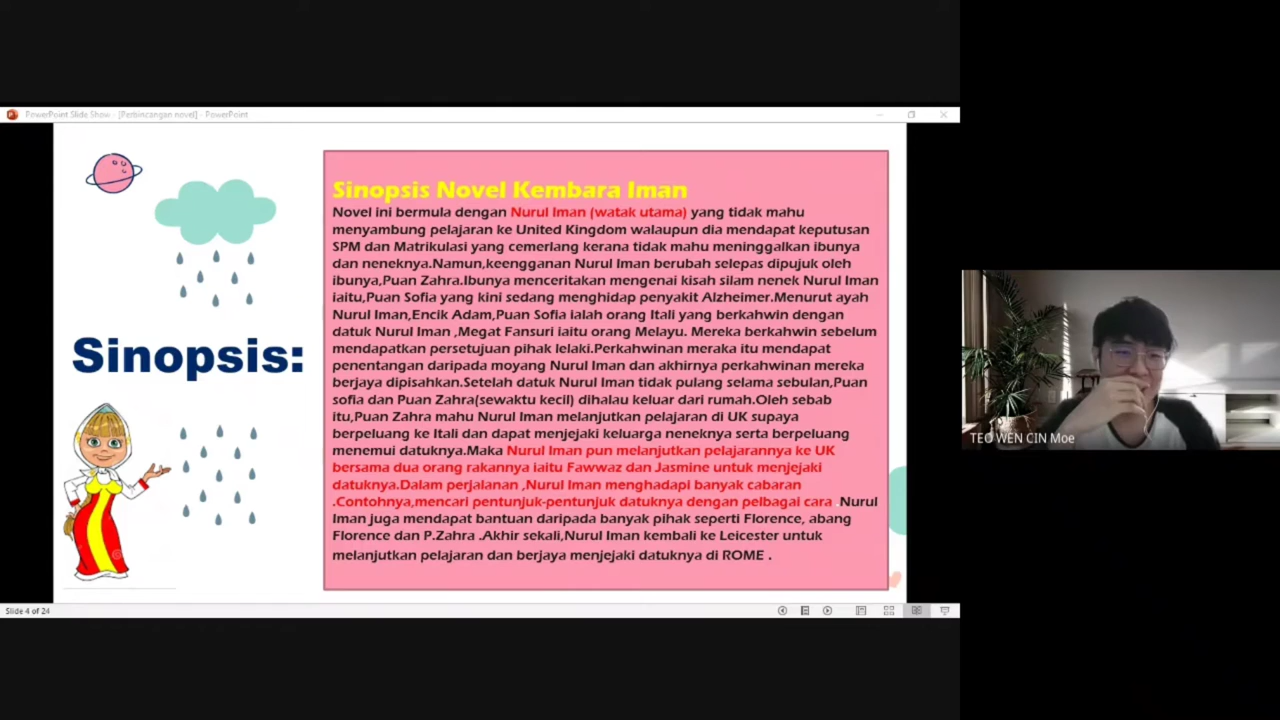 PowerPoint Slide Show - [Perbincangan novel] - PowerPoint
Sinopsis:
Sinopsis Novel Kembara Iman
Novel ini bermula dengan Nurul Iman (watak utama) yang tidak mahu
menyambung pelajaran ke United Kingdom walaupun dia mendapat keputusan
SPM dan Matrikulasi yang cemerlang kerana tidak mahu meninggalkan ibunya
dan neneknya.Namun,keengganan Nurul Iman berubah selepas dipujuk oleh
ibunya,Puan Zahra.Ibunya menceritakan mengenai kisah silam nenek Nurul Iman
iaitu,Puan Sofia yang kini sedang menghidap penyakit Alzheimer.Menurut ayah
Nurul Iman,Encik Adam,Puan Sofia ialah orang Itali yang berkahwin dengan
datuk Nurul Iman ,Megat Fansuri iaitu orang Melayu. Mereka berkahwin sebelum
mendapatkan persetujuan pihak lelaki.Perkahwinan meraka itu mendapat
penentangan daripada moyang Nurul Iman dan akhirnya perkahwinan mereka
berjaya dipisahkan.Setelah datuk Nurul Iman tidak pulang selama sebulan,Puan
sofia dan Puan Zahra(sewaktu kecil) dihalau keluar dari rumah.Oleh sebab
itu,Puan Zahra mahu Nurul Iman melanjutkan pelajaran di UK supaya
berpeluang ke Itali dan dapat menjejaki keluarga neneknya serta berpeluang
menemui datuknya.Maka Nurul Iman pun melanjutkan pelajarannya ke UK
bersama dua orang rakannya iaitu Fawwaz dan Jasmine untuk menjejaki
datuknya.Dalam perjalanan ,Nurul Iman menghadapi banyak cabaran
.Contohnya,mencari pentunjuk-pentunjuk datuknya dengan pelbagai cara .Nurul
Iman juga mendapat bantuan daripada banyak pihak seperti Florence, abang
Florence dan P.Zahra .Akhir sekali,Nurul Iman kembali ke Leicester untuk
melanjutkan pelajaran dan berjaya menjejaki datuknya di ROME .
Slide 4 of 24
TEO WEN CIN Moe